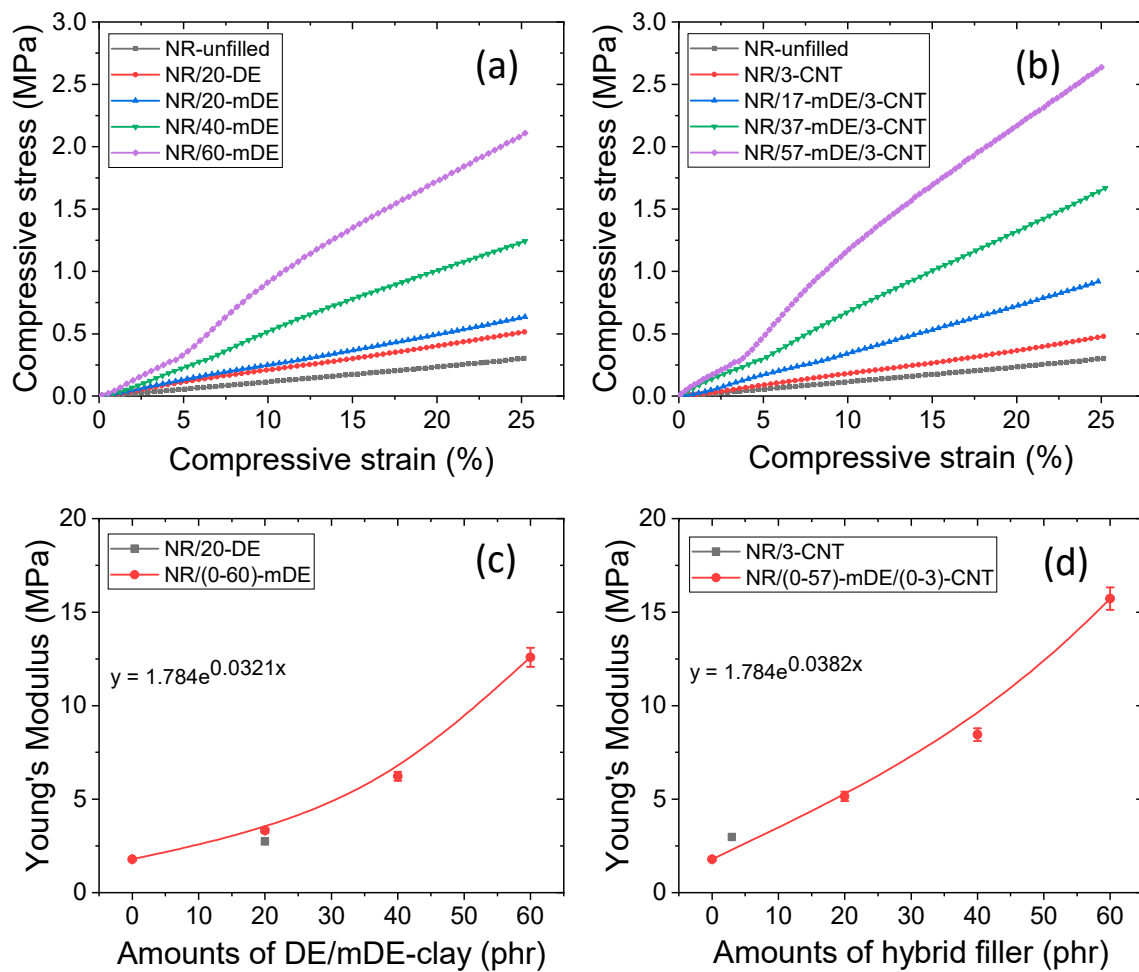 3.0
2.5
2.0
1.5
1.0
0.5
0.0
Compressive stress (MPa)
NR-unfilled
NR/20-DE
NR/20-mDE
NR/40-mDE
NR/60-mDE
(a)
0 5 10 15 20 25
Compressive strain (%)
3.0
2.5
2.0
1.5
1.0
0.5
0.0
Compressive stress (MPa)
NR-unfilled
NR/3-CNT
NR/17-mDE/3-CNT
NR/37-mDE/3-CNT
NR/57-mDE/3-CNT
(b)
0 5 10 15 20 25
Compressive strain (%)
20
15
10
5
0
Young's Modulus (MPa)
NR/20-DE
NR/(0-60)-mDE
(c)
y = 1.784e0.0321x
0 10 20 30 40 50 60
Amounts of DE/mDE-clay (phr)
20
15
10
5
0
Young's Modulus (MPa)
NR/3-CNT
NR/(0-57)-mDE/(0-3)-CNT
(d)
y = 1.784e0.0382x
0 10 20 30 40 50 60
Amounts of hybrid filler (phr)